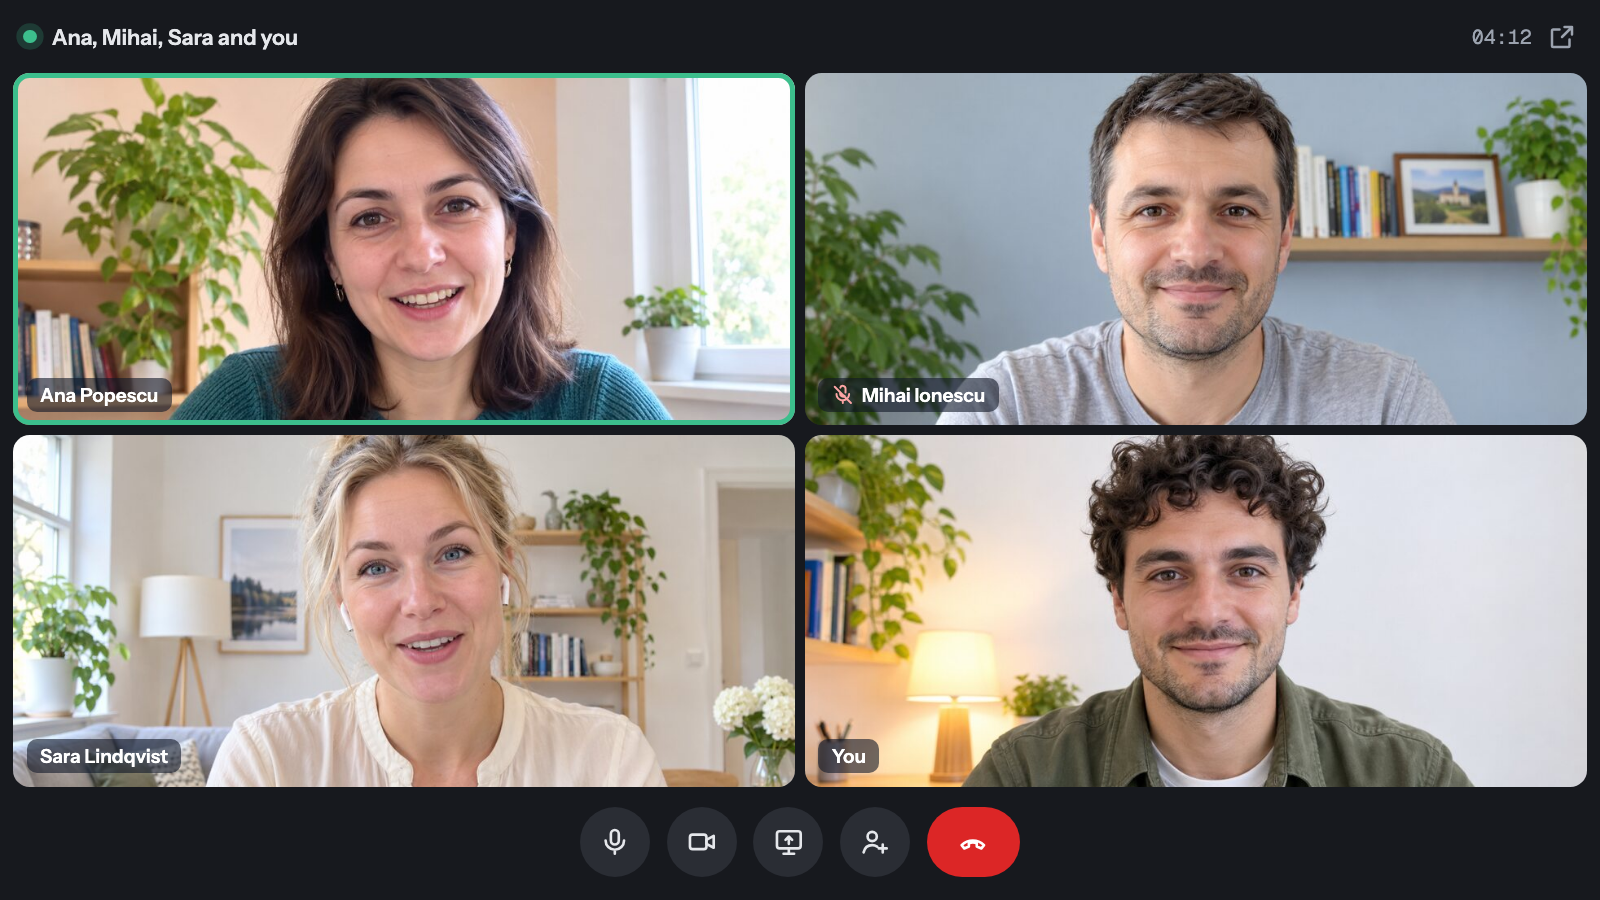 Ana, Mihai, Sara and you
04:12
Ana Popescu
Mihai Ionescu
Sara Lindqvist
You